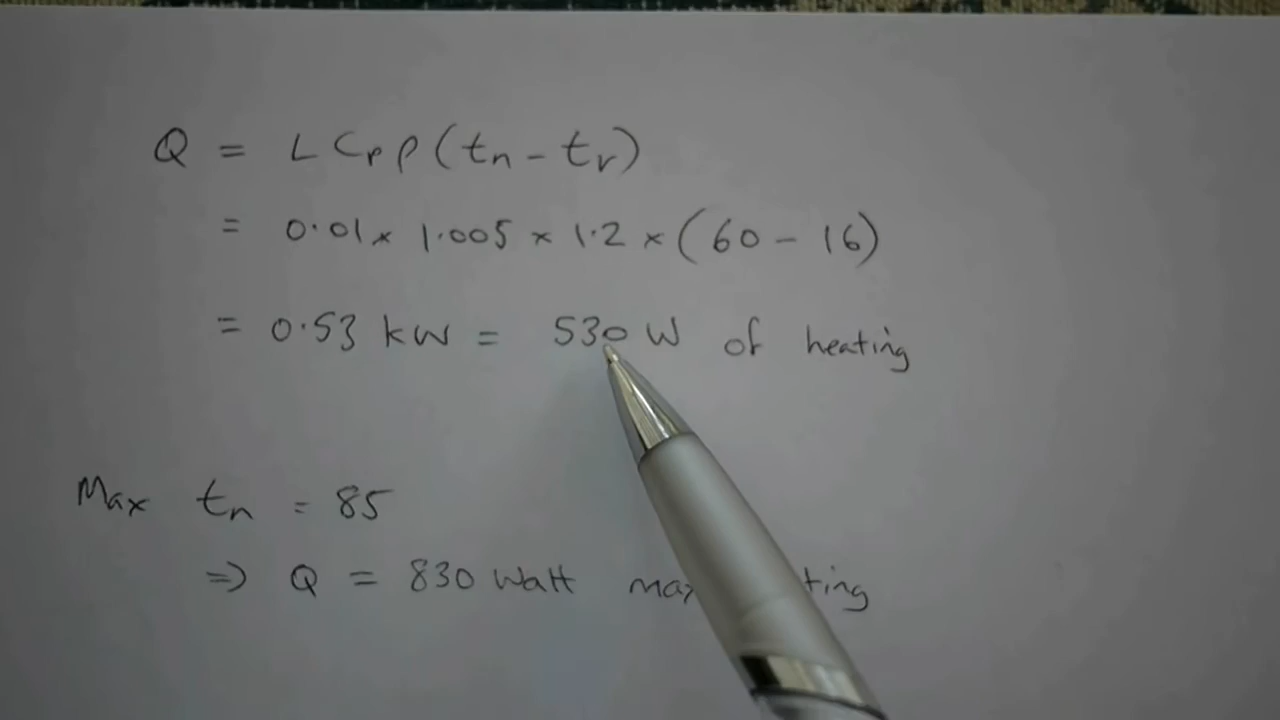 Q = L Cp ρ (tn - tr)
= 0.01 × 1.005 × 1.2 × (60 - 16)
= 0.53 kW = 530 W of heating
Max tn = 85
⇒ Q = 830 Watt